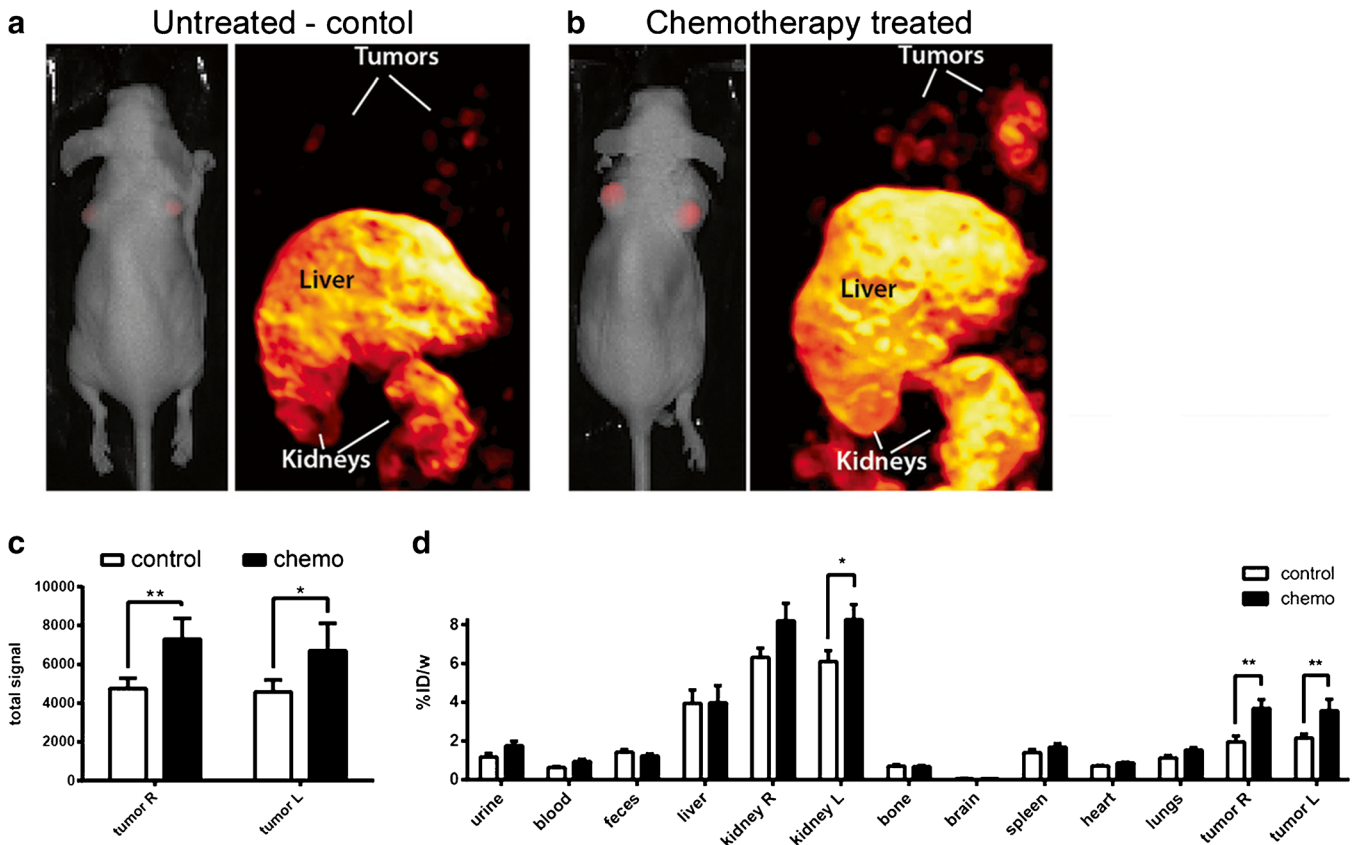 a Untreated - contol
b Chemotherapy treated
Tumors
Liver
Kidneys
Tumors
Liver
Kidneys
c
control chemo
total signal
10000
8000
6000
4000
2000
0
** *
tumor R tumor L
d
control
chemo
%ID/w
8
6
4
2
0
* ** **
urine blood feces liver kidney R kidney L bone brain spleen heart lungs tumor R tumor L